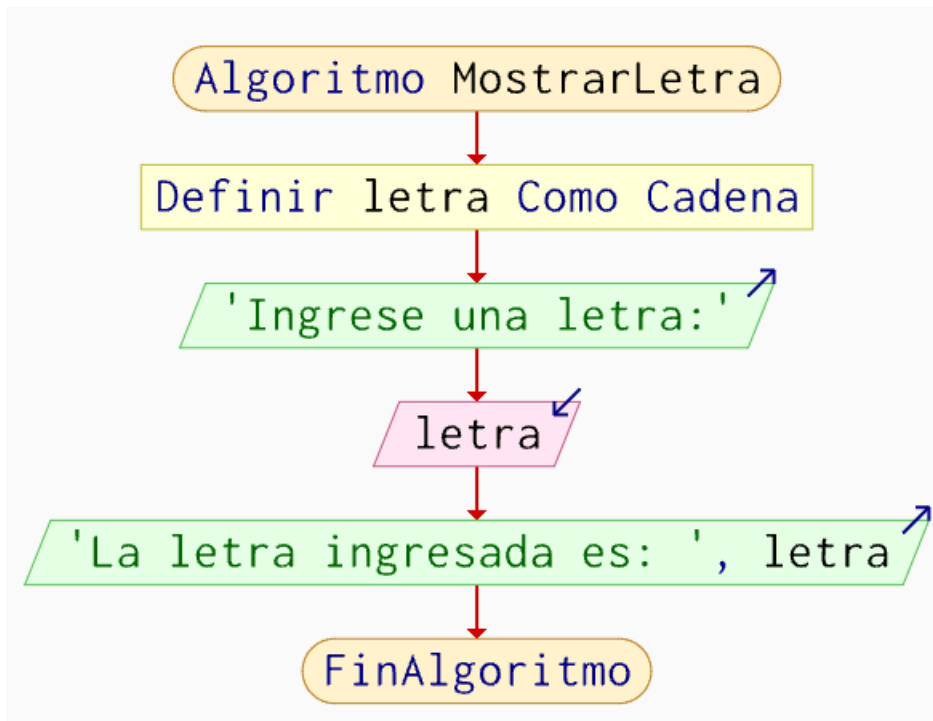 Algoritmo MostrarLetra
Definir letra Como Cadena
'Ingrese una letra:'
letra
'La letra ingresada es: ', letra
FinAlgoritmo